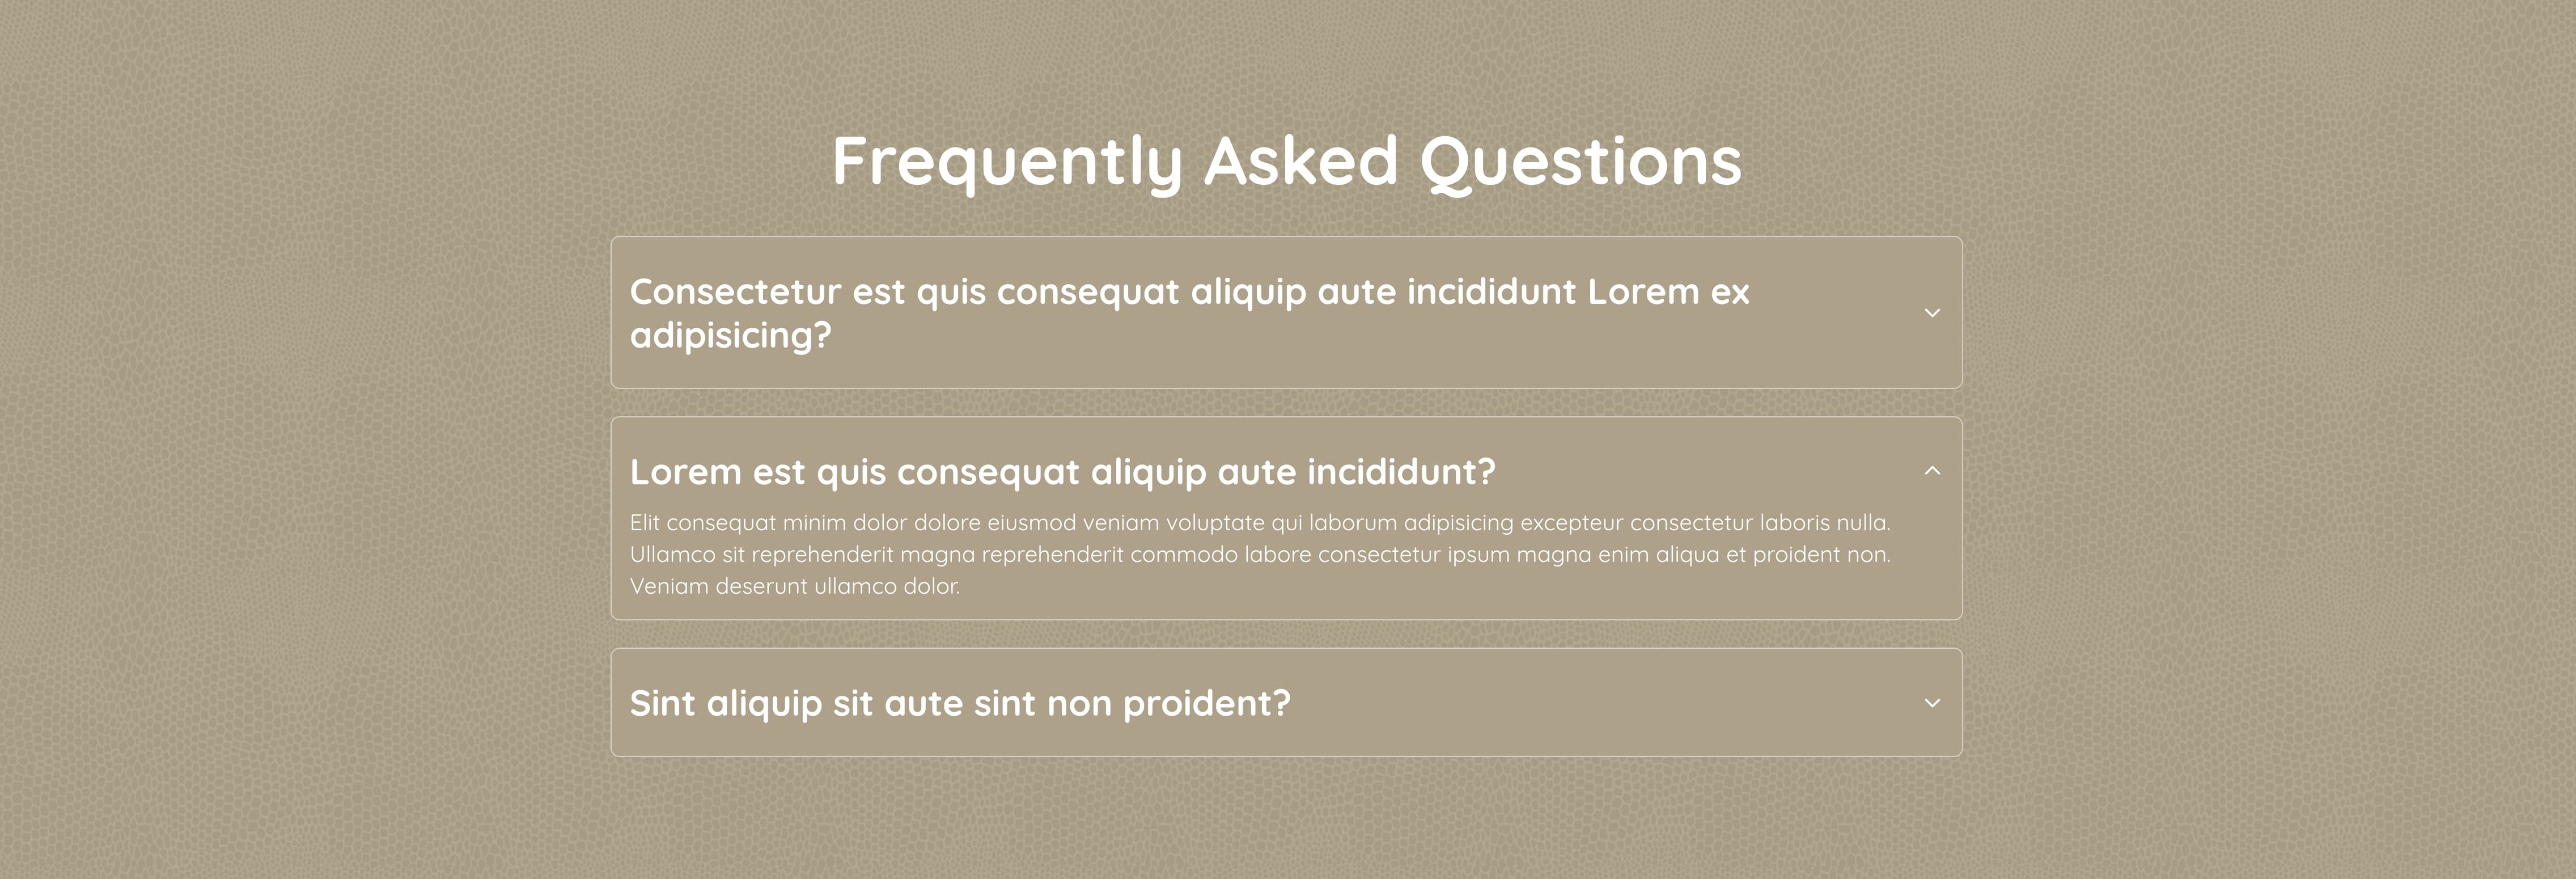 Frequently Asked Questions
Consectetur est quis consequat aliquip aute incididunt Lorem ex
adipisicing?
Lorem est quis consequat aliquip aute incididunt?
Elit consequat minim dolor dolore eiusmod veniam voluptate qui laborum adipisicing excepteur consectetur laboris nulla.
Ullamco sit reprehenderit magna reprehenderit commodo labore consectetur ipsum magna enim aliqua et proident non.
Veniam deserunt ullamco dolor.
Sint aliquip sit aute sint non proident?